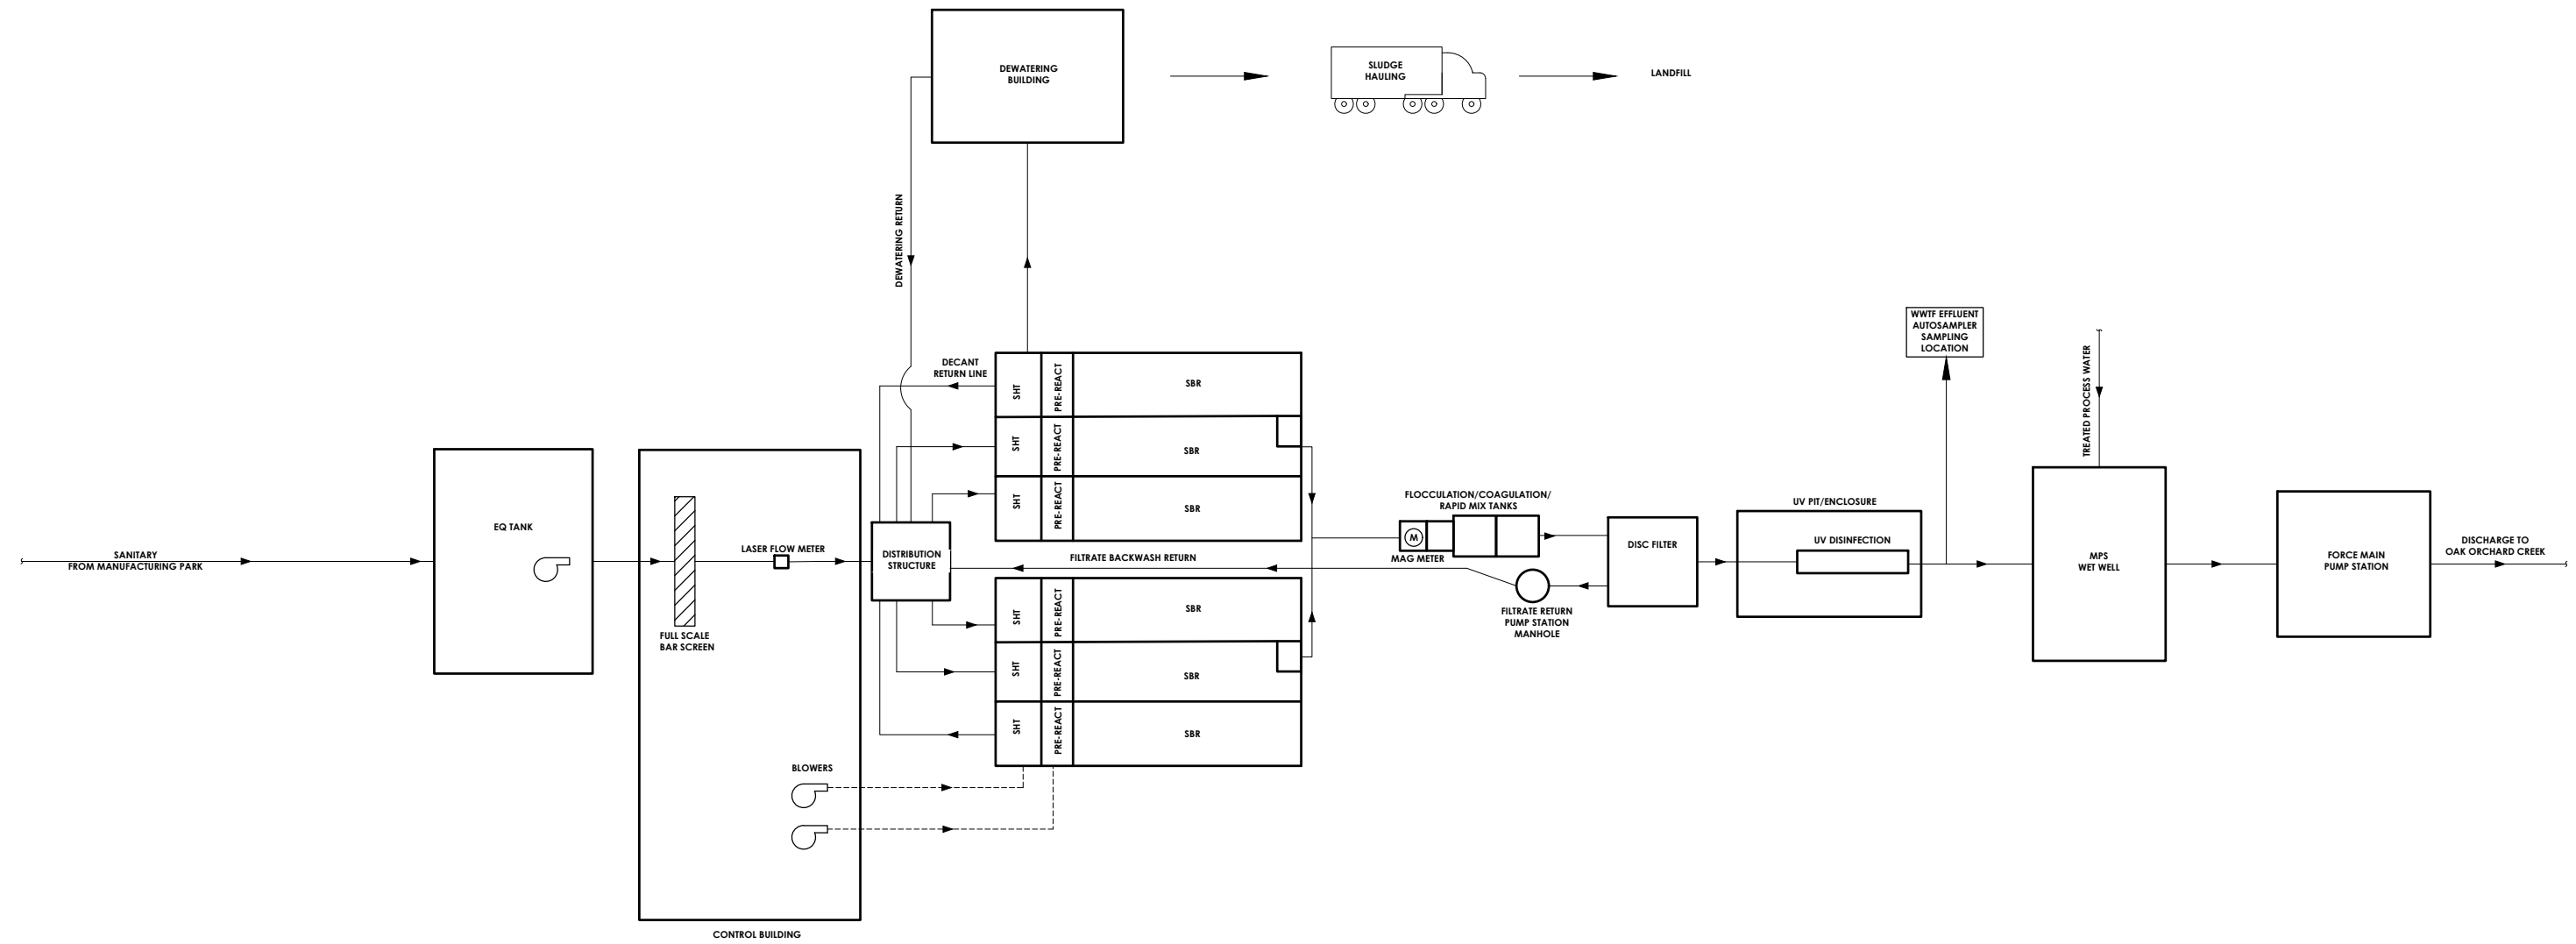 DEWATERING
BUILDING
SLUDGE
HAULING
LANDFILL
DEWATERING RETURN
DECANT
RETURN LINE
SHT
PRE-REACT
SBR
SHT
PRE-REACT
SBR
SHT
PRE-REACT
SBR
SANITARY
FROM MANUFACTURING PARK
EQ TANK
FULL SCALE
BAR SCREEN
LASER FLOW METER
DISTRIBUTION
STRUCTURE
BLOWERS
CONTROL BUILDING
FILTRATE BACKWASH RETURN
SHT
PRE-REACT
SBR
SHT
PRE-REACT
SBR
SHT
PRE-REACT
SBR
FLOCCULATION/COAGULATION/
RAPID MIX TANKS
M
MAG METER
FILTRATE RETURN
PUMP STATION
MANHOLE
DISC FILTER
UV PIT/ENCLOSURE
UV DISINFECTION
WWTF EFFLUENT
AUTOSAMPLER
SAMPLING
LOCATION
TREATED PROCESS WATER
MPS
WET WELL
FORCE MAIN
PUMP STATION
DISCHARGE TO
OAK ORCHARD CREEK